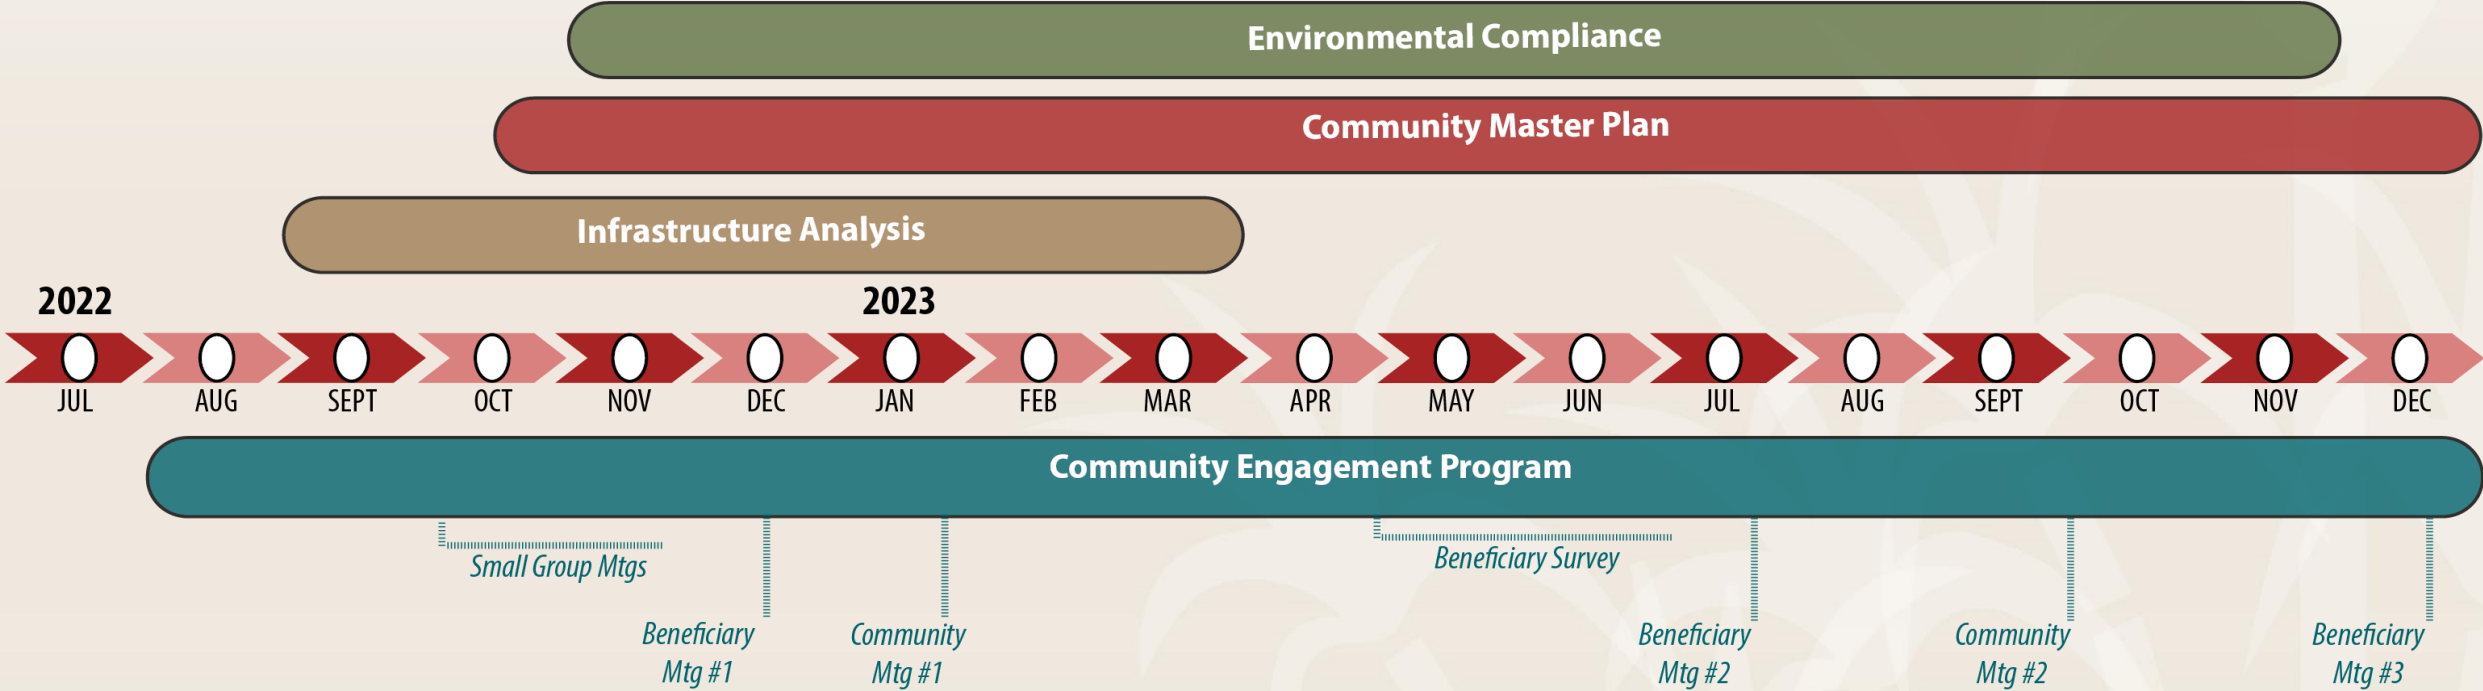 Environmental Compliance
Community Master Plan
Infrastructure Analysis
2022 2023
JUL AUG SEPT OCT NOV DEC JAN FEB MAR APR MAY JUN JUL AUG SEPT OCT NOV DEC
Community Engagement Program
Small Group Mtgs
Beneficiary Survey
Beneficiary
Mtg #1
Community
Mtg #1
Beneficiary
Mtg #2
Community
Mtg #2
Beneficiary
Mtg #3